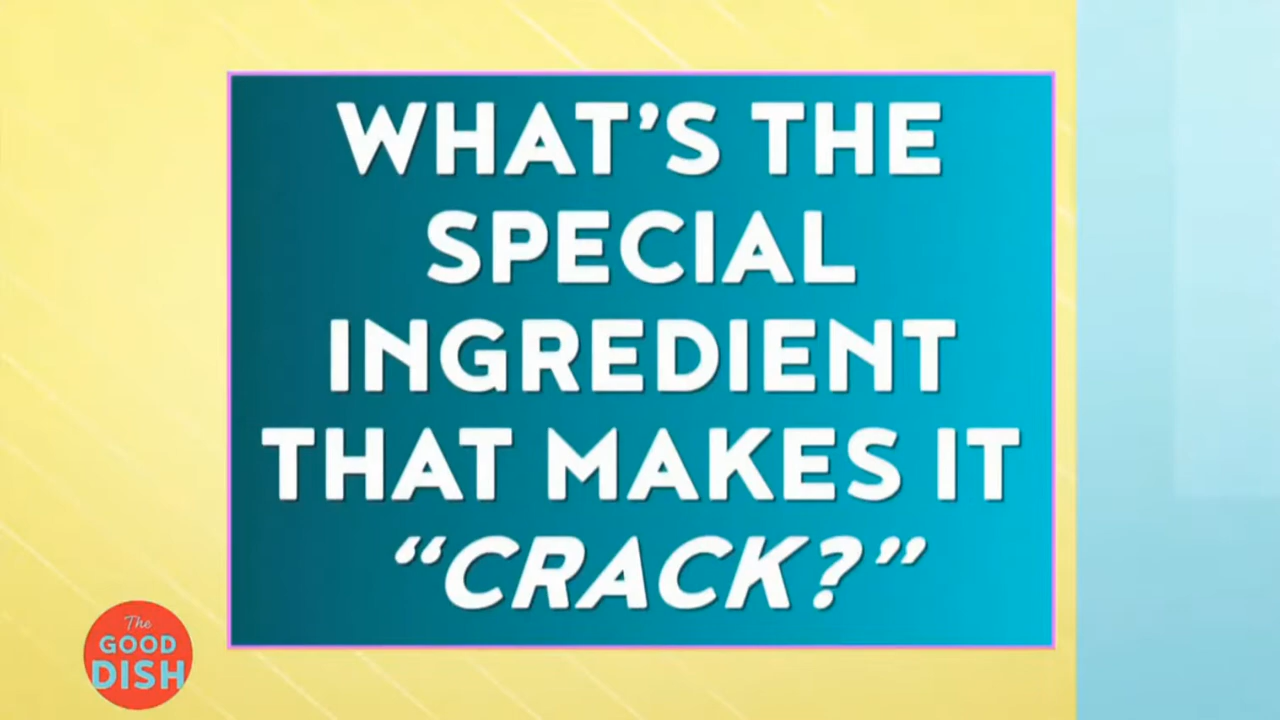 WHAT'S THE
SPECIAL
INGREDIENT
THAT MAKES IT
“CRACK?”
The
GOOD
DISH